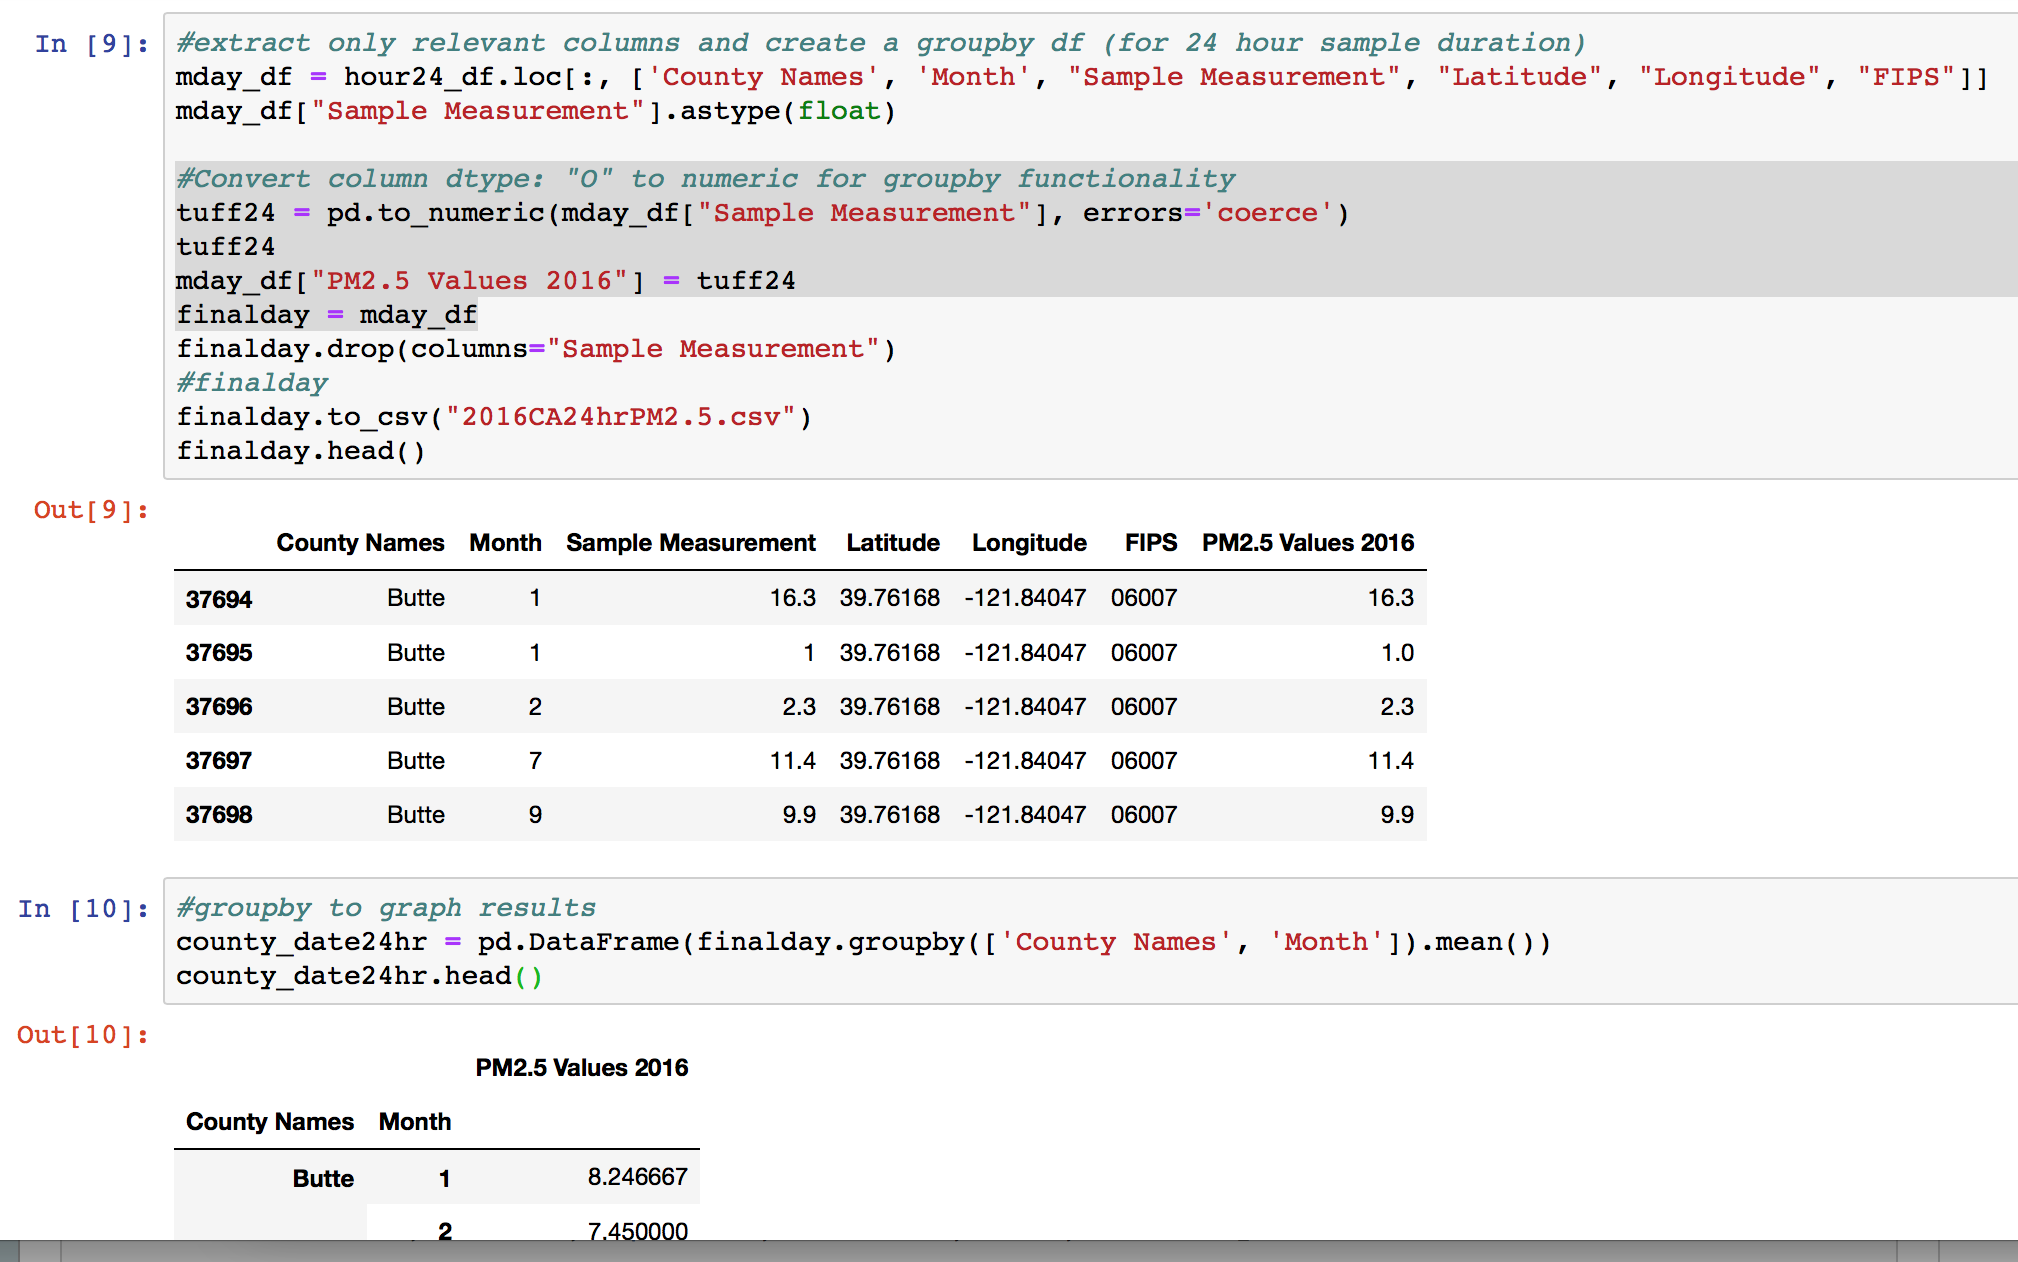 In [9]:
#extract only relevant columns and create a groupby df (for 24 hour sample duration)
mday_df = hour24_df.loc[:, ['County Names', 'Month', "Sample Measurement", "Latitude", "Longitude", "FIPS"]]
mday_df["Sample Measurement"].astype(float)
#Convert column dtype: "O" to numeric for groupby functionality
tuff24 = pd.to_numeric(mday_df["Sample Measurement"], errors='coerce')
tuff24
mday_df["PM2.5 Values 2016"] = tuff24
finalday = mday_df
finalday.drop(columns="Sample Measurement")
#finalday
finalday.to_csv("2016CA24hrPM2.5.csv")
finalday.head()
Out[9]:
County Names Month Sample Measurement Latitude Longitude FIPS PM2.5 Values 2016
37694 Butte 1 16.3 39.76168 -121.84047 06007 16.3
37695 Butte 1 1 39.76168 -121.84047 06007 1.0
37696 Butte 2 2.3 39.76168 -121.84047 06007 2.3
37697 Butte 7 11.4 39.76168 -121.84047 06007 11.4
37698 Butte 9 9.9 39.76168 -121.84047 06007 9.9
In [10]:
#groupby to graph results
county_date24hr = pd.DataFrame(finalday.groupby(['County Names', 'Month']).mean())
county_date24hr.head()
Out[10]:
PM2.5 Values 2016
County Names Month
Butte 1 8.246667
2 7.450000